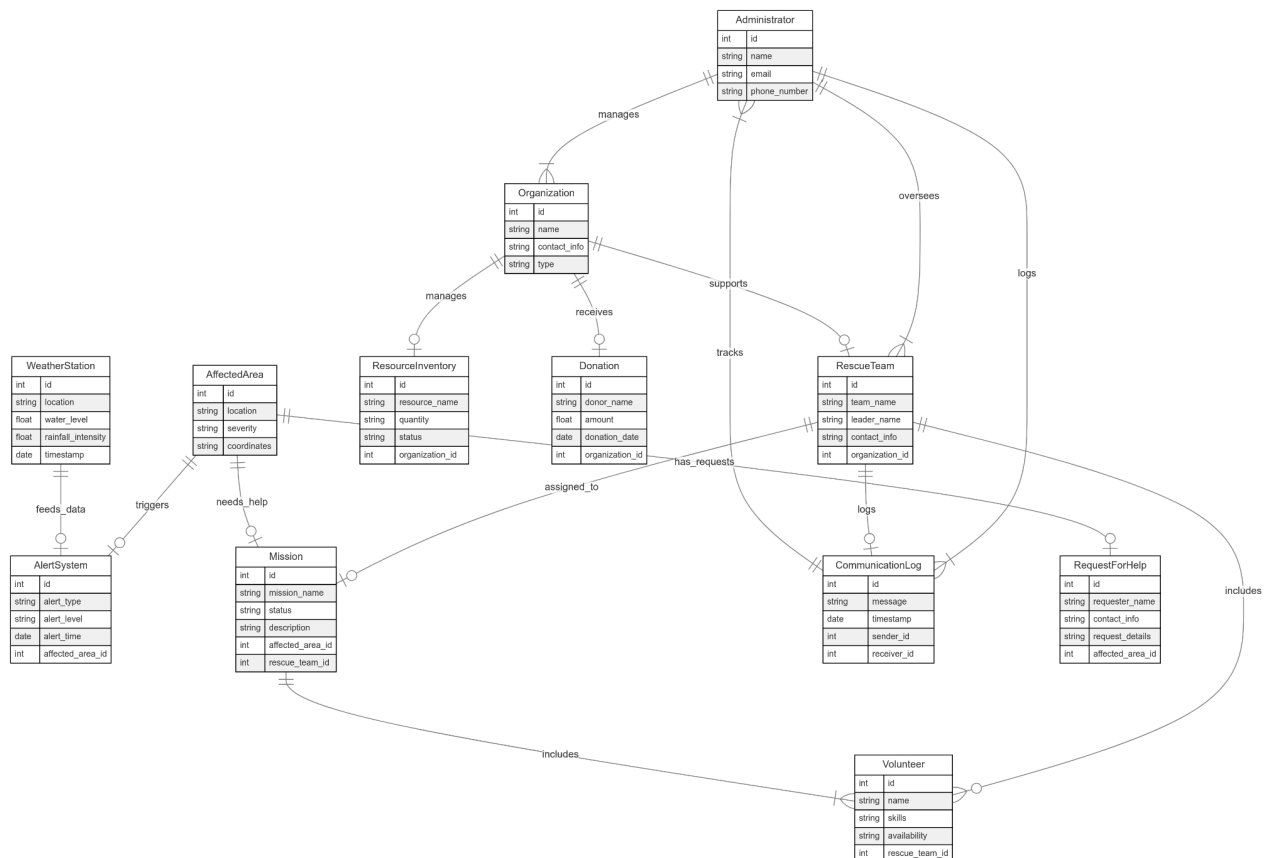 Administrator
int id
string name
string email
string phone_number
manages
oversees
Organization
int id
string name
string contact_info
string type
logs
supports
manages
receives
tracks
WeatherStation
int id
string location
float water_level
float rainfall_intensity
date timestamp
AffectedArea
int id
string location
string severity
string coordinates
ResourceInventory
int id
string resource_name
string quantity
string status
int organization_id
Donation
int id
string donor_name
float amount
date donation_date
int organization_id
RescueTeam
int id
string team_name
string leader_name
string contact_info
int organization_id
has_requests
assigned_to
feeds_data
triggers
needs_help
logs
AlertSystem
int id
string alert_type
string alert_level
date alert_time
int affected_area_id
Mission
int id
string mission_name
string status
string description
int affected_area_id
int rescue_team_id
CommunicationLog
int id
string message
date timestamp
int sender_id
int receiver_id
RequestForHelp
int id
string requester_name
string contact_info
string request_details
int affected_area_id
includes
includes
Volunteer
int id
string name
string skills
string availability
int rescue_team_id